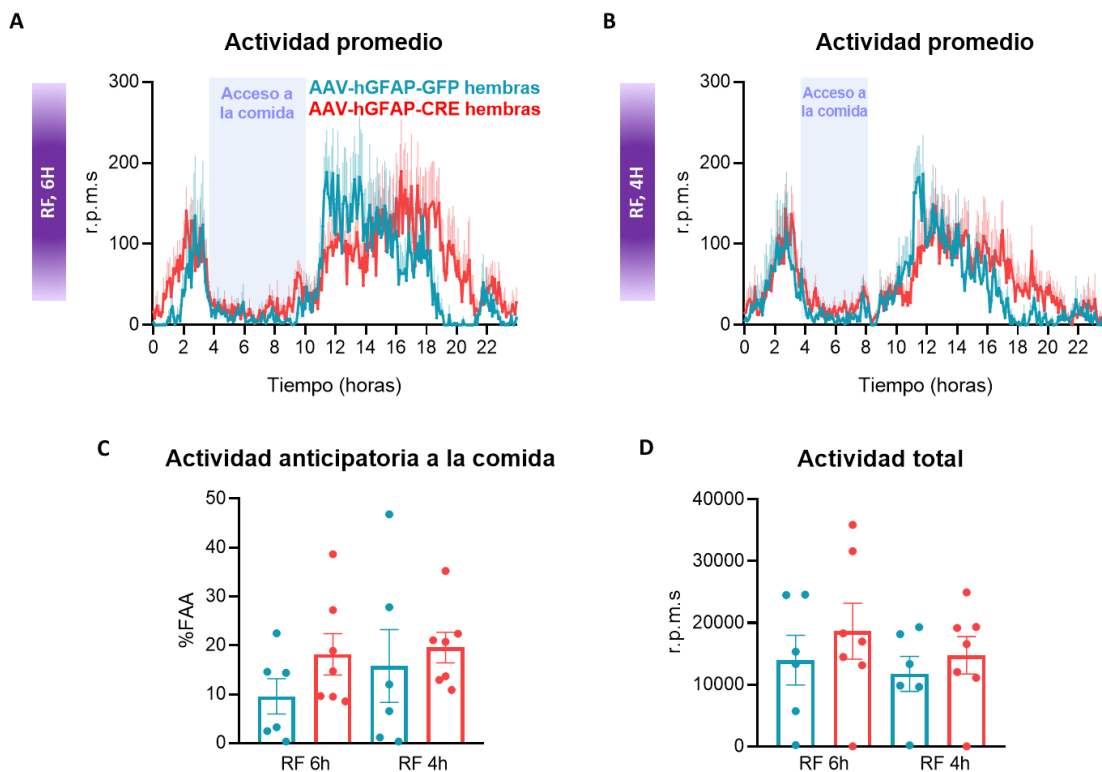 A
Actividad promedio
RF, 6H
r.p.m.s
300
200
100
0
Acceso a
la comida
AAV-hGFAP-GFP hembras
AAV-hGFAP-CRE hembras
0 2 4 6 8 10 12 14 16 18 20 22
Tiempo (horas)
B
Actividad promedio
RF, 4H
r.p.m.s
300
200
100
0
Acceso a
la comida
0 2 4 6 8 10 12 14 16 18 20 22
Tiempo (horas)
C
Actividad anticipatoria a la comida
%FAA
50
40
30
20
10
0
RF 6h RF 4h
D
Actividad total
r.p.m.s
40000
30000
20000
10000
0
RF 6h RF 4h